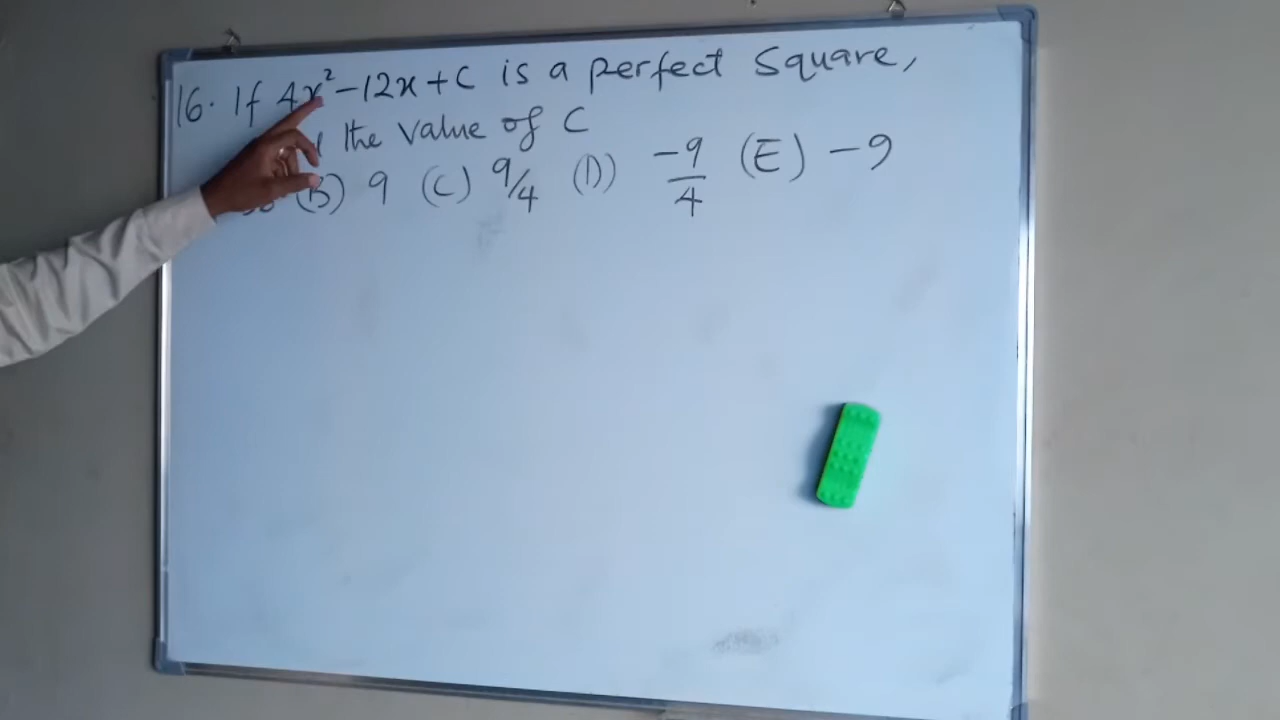 16. If 4x² - 12x + C is a perfect square,
the value of C
(B) 9 (C) 9/4 (D) -9/4 (E) -9